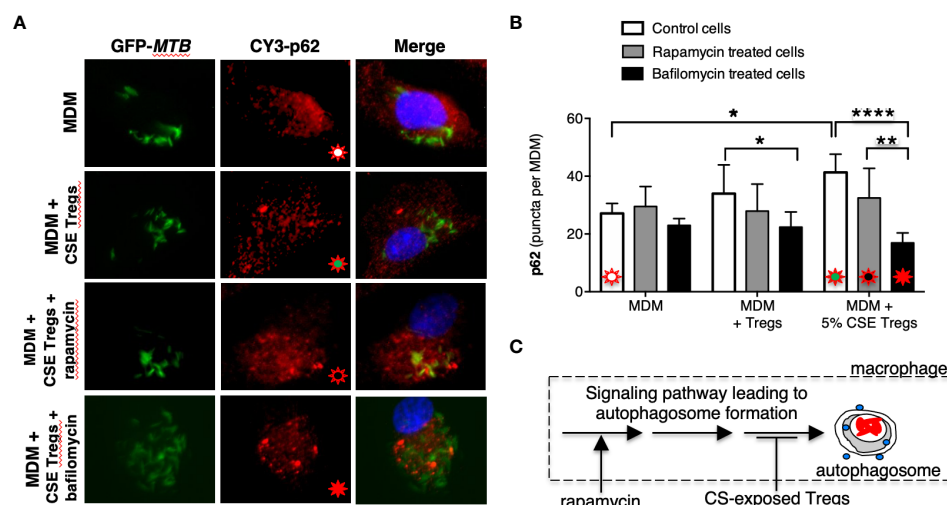 A
GFP-MTB
CY3-p62
Merge
MDM
MDM +
CSE Tregs
MDM +
CSE Tregs +
rapamycin
MDM +
CSE Tregs +
bafilomycin
B
Control cells
Rapamycin treated cells
Bafilomycin treated cells
p62 (puncta per MDM)
60
40
20
0
*
*
****
**
MDM
MDM
+ Tregs
MDM +
5% CSE Tregs
C
macrophage
Signaling pathway leading to
autophagosome formation
autophagosome
rapamycin
CS-exposed Tregs